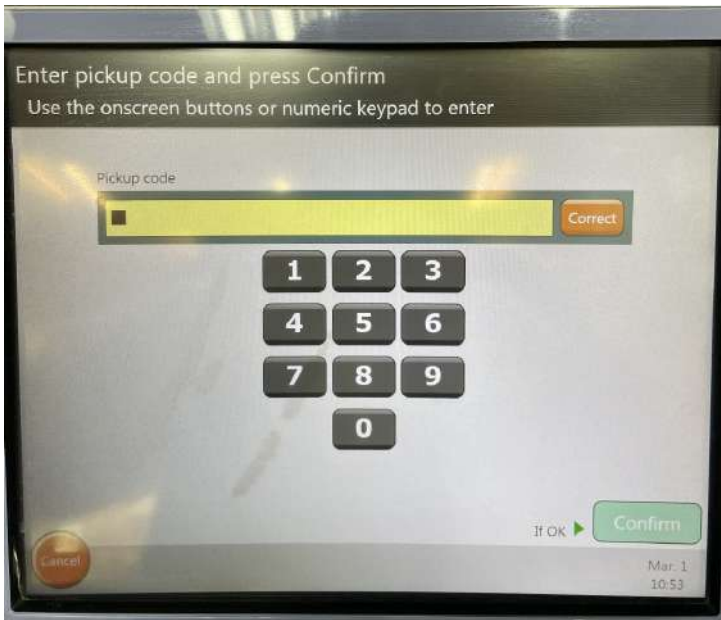 Enter pickup code and press Confirm
Use the onscreen buttons or numeric keypad to enter
Pickup code
Correct
1 2 3
4 5 6
7 8 9
0
If OK
Confirm
Cancel
Mar. 1
10:53